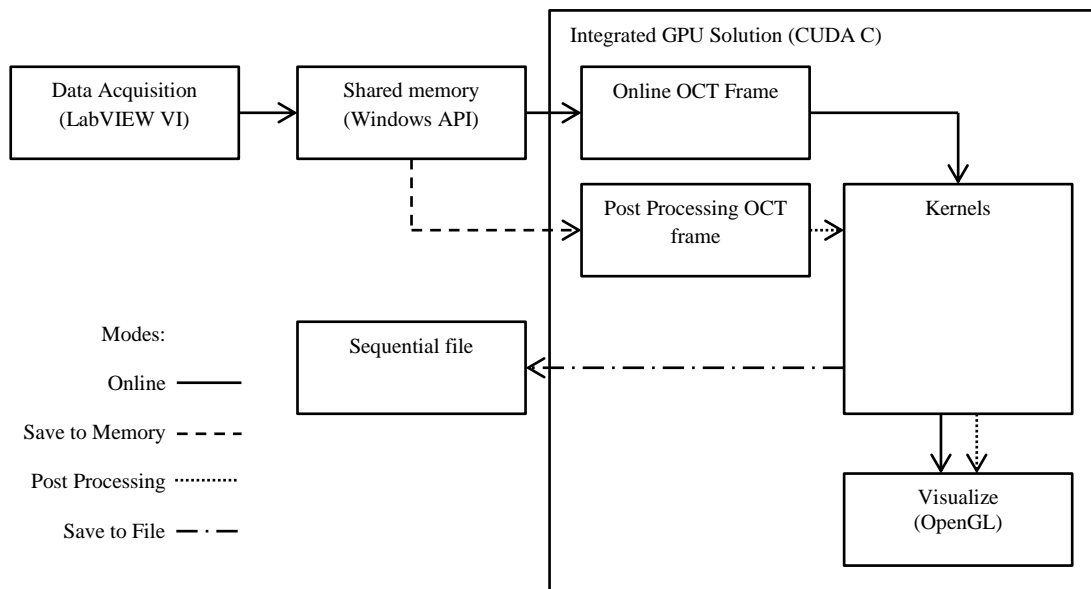 Integrated GPU Solution (CUDA C)
Data Acquisition
(LabVIEW VI)
Shared memory
(Windows API)
Online OCT Frame
Post Processing OCT
frame
Kernels
Sequential file
Modes:
Online
Save to Memory
Post Processing
Save to File
Visualize
(OpenGL)